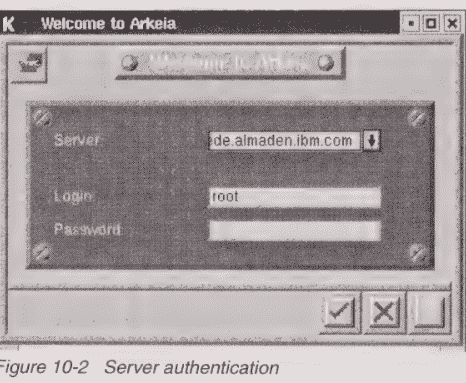 K Welcome to Arkeia
Server
de.almaden.ibm.com
Login
root
Password
Figure 10-2 Server authentication